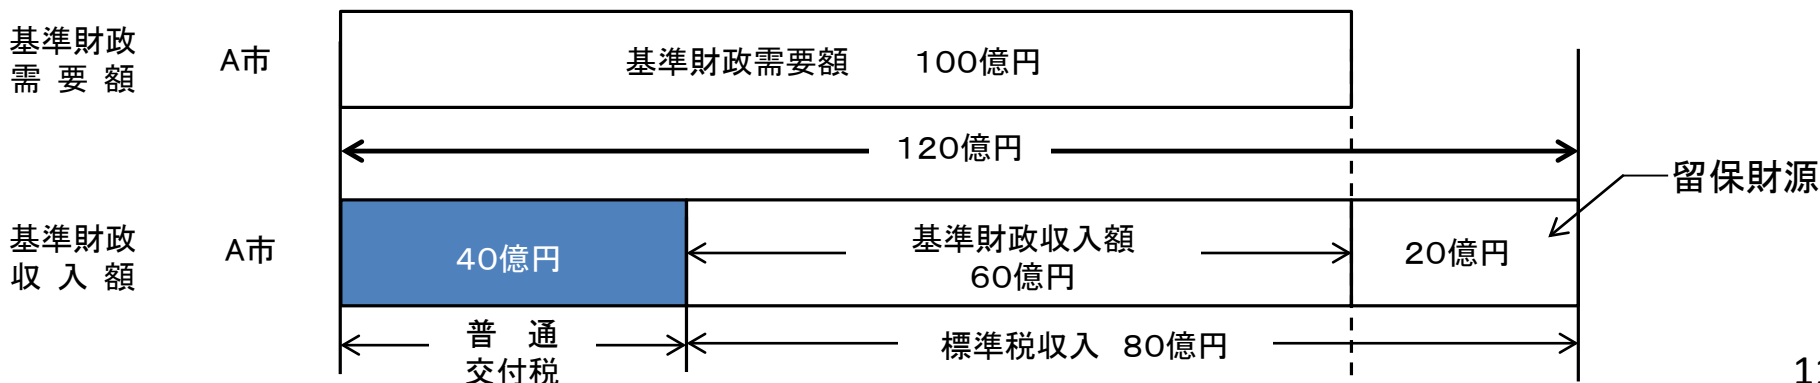 基準財政
需 要 額
A市
基準財政需要額 100億円
120億円
留保財源
基準財政
収 入 額
A市
40億円
基準財政収入額
60億円
20億円
普 通
交付税
標準税収入 80億円